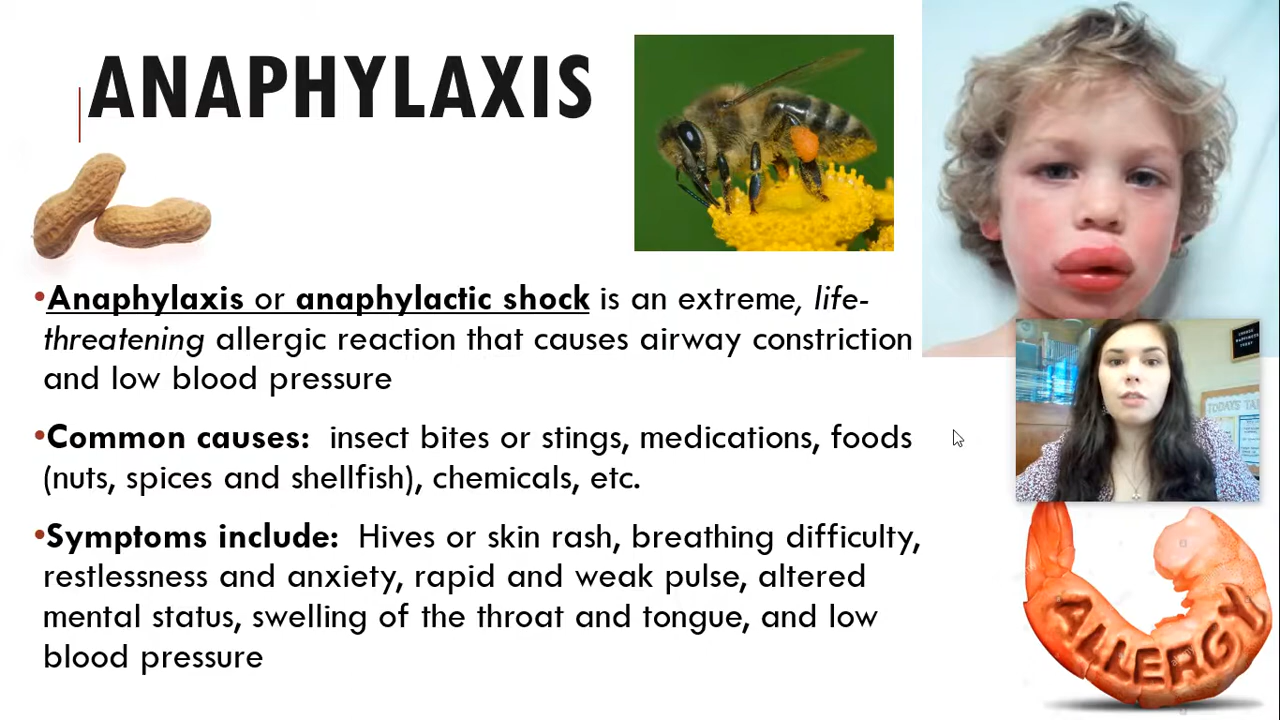 ANAPHYLAXIS
•Anaphylaxis or anaphylactic shock is an extreme, life-
threatening allergic reaction that causes airway constriction
and low blood pressure
•Common causes:  insect bites or stings, medications, foods
(nuts, spices and shellfish), chemicals, etc.
•Symptoms include:  Hives or skin rash, breathing difficulty,
restlessness and anxiety, rapid and weak pulse, altered
mental status, swelling of the throat and tongue, and low
blood pressure
CHOOSE
HAPPINESS
TODAY'S
ALLERGY